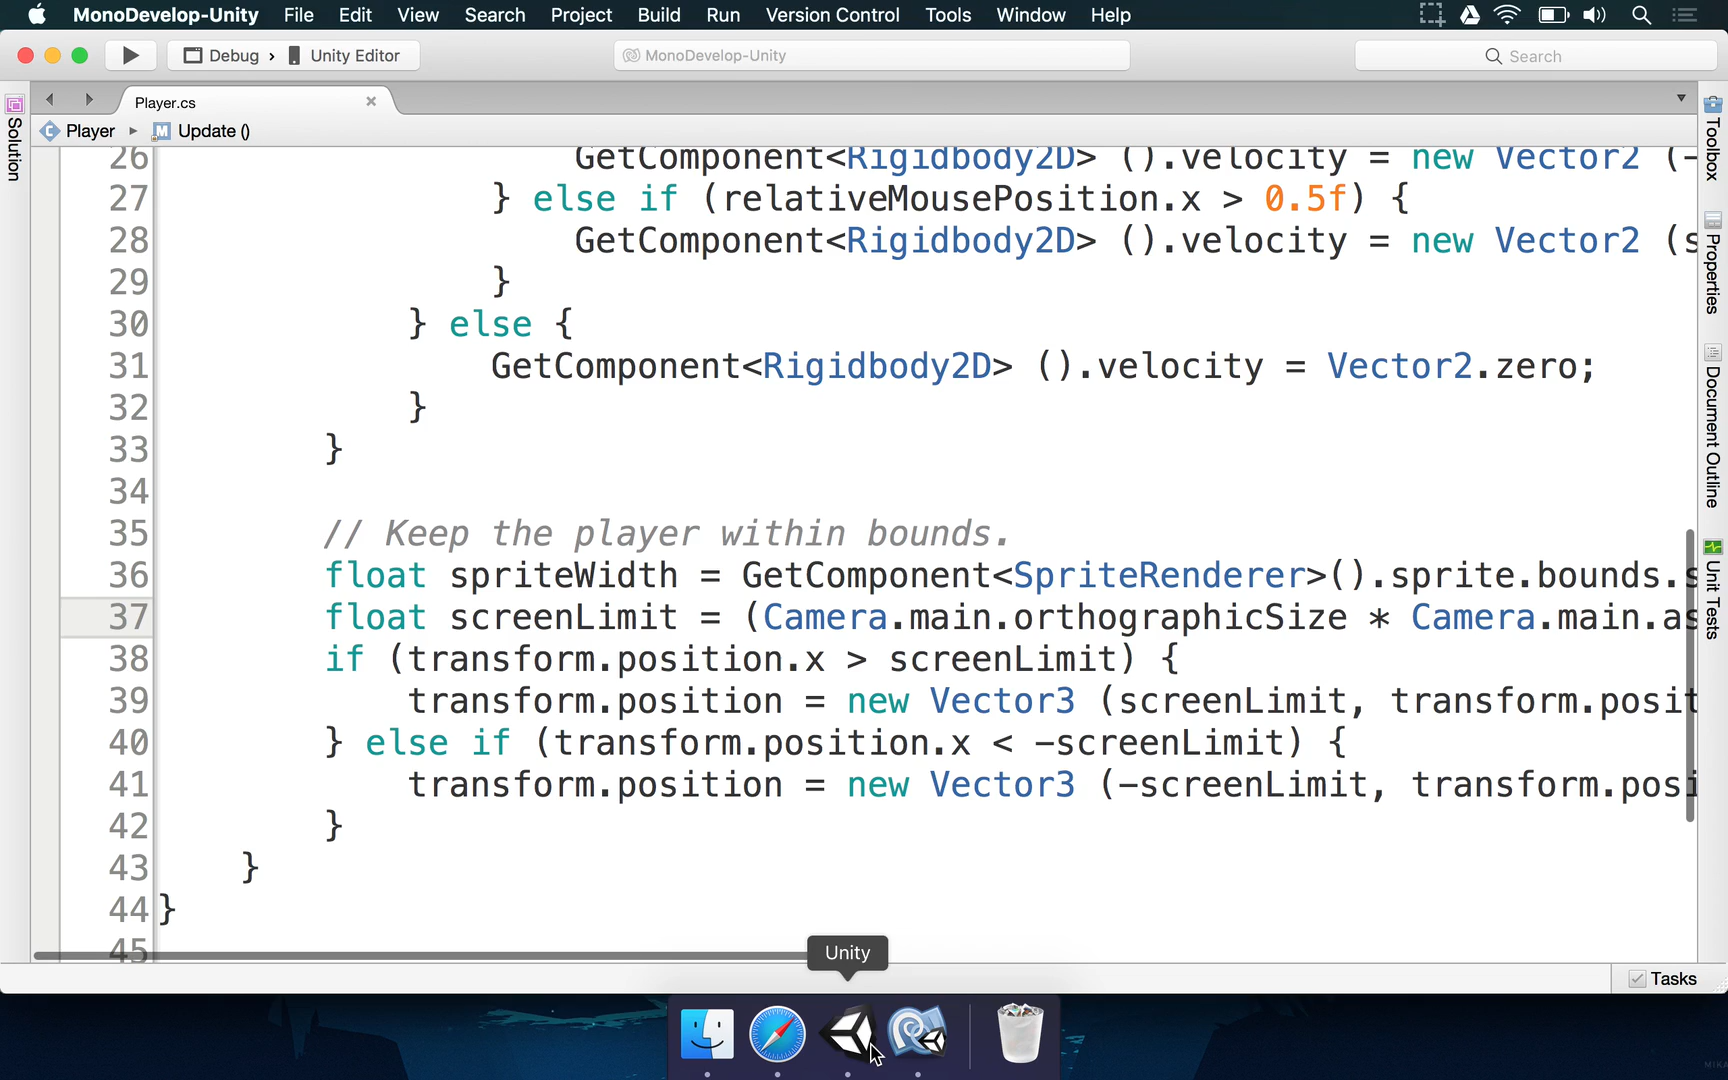 MonoDevelop-Unity File Edit View Search Project Build Run Version Control Tools Window Help
Debug › Unity Editor MonoDevelop-Unity Search
Player.cs
Player ▸ M Update ()
Solution
Toolbox
Properties
Document Outline
Unit Tests
26 GetComponent<Rigidbody2D> ().velocity = new Vector2 (-
27 } else if (relativeMousePosition.x > 0.5f) {
28 GetComponent<Rigidbody2D> ().velocity = new Vector2 (s
29 }
30 } else {
31 GetComponent<Rigidbody2D> ().velocity = Vector2.zero;
32 }
33 }
34
35 // Keep the player within bounds.
36 float spriteWidth = GetComponent<SpriteRenderer>().sprite.bounds.s
37 float screenLimit = (Camera.main.orthographicSize * Camera.main.as
38 if (transform.position.x > screenLimit) {
39 transform.position = new Vector3 (screenLimit, transform.posit
40 } else if (transform.position.x < -screenLimit) {
41 transform.position = new Vector3 (-screenLimit, transform.posi
42 }
43 }
44 }
45
Unity
Tasks